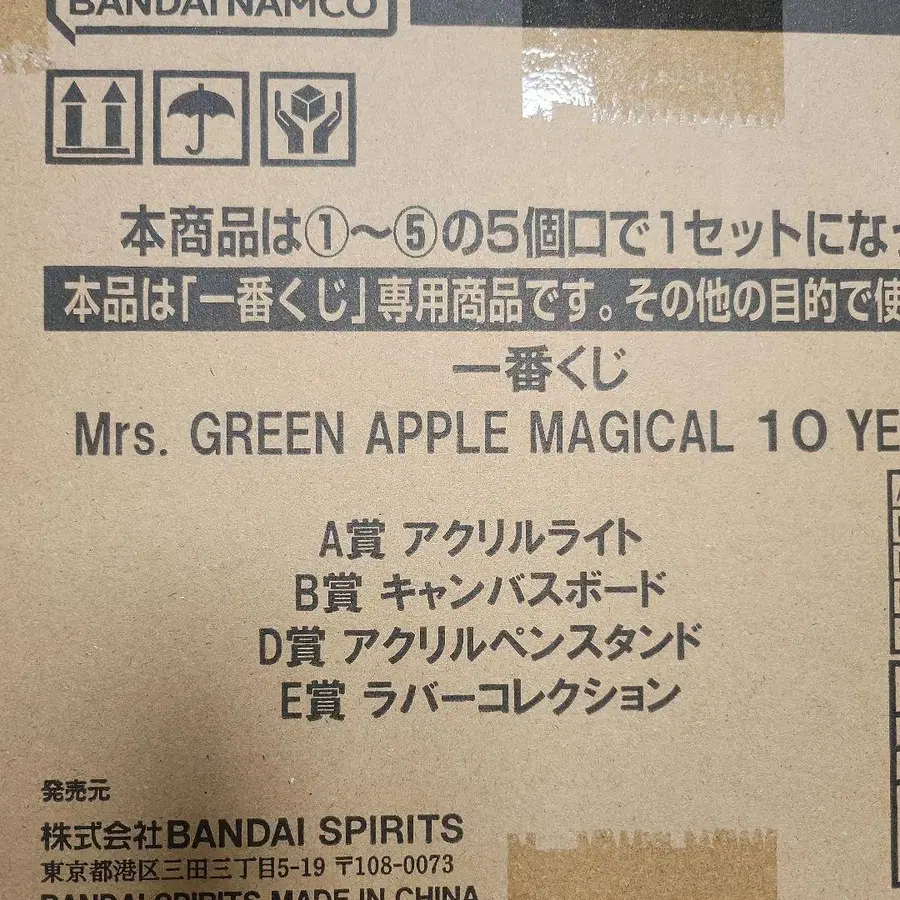 BANDAI NAMCO
本商品は①～⑤の5個口で1セットにな
本品は「一番くじ」専用商品です。その他の目的で使
一番くじ
Mrs. GREEN APPLE MAGICAL 10 YE
A賞 アクリルライト
B賞 キャンバスボード
D賞 アクリルペンスタンド
E賞 ラバーコレクション
発売元
株式会社BANDAI SPIRITS
東京都港区三田三丁目5-19 〒108-0073
BANDAI SPIRITS MADE IN CHINA